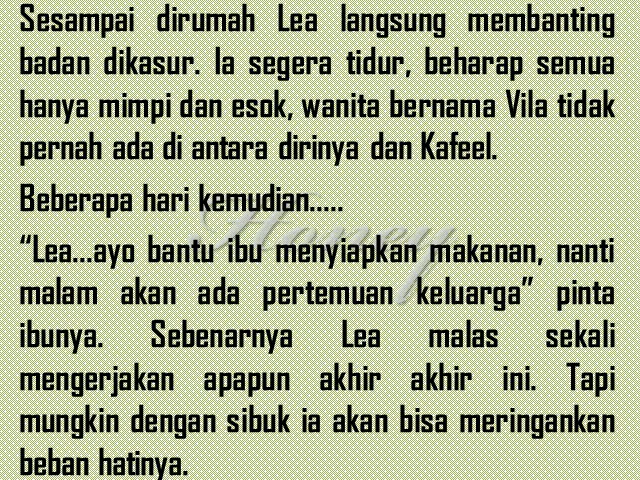 Sesampai dirumah Lea langsung membanting
badan dikasur. Ia segera tidur, beharap semua
hanya mimpi dan esok, wanita bernama Vila tidak
pernah ada di antara dirinya dan Kafeel.
Beberapa hari kemudian.....
“Lea...ayo bantu ibu menyiapkan makanan, nanti
malam akan ada pertemuan keluarga” pinta
ibunya. Sebenarnya Lea malas sekali
mengerjakan apapun akhir akhir ini. Tapi
mungkin dengan sibuk ia akan bisa meringankan
beban hatinya.
Honey